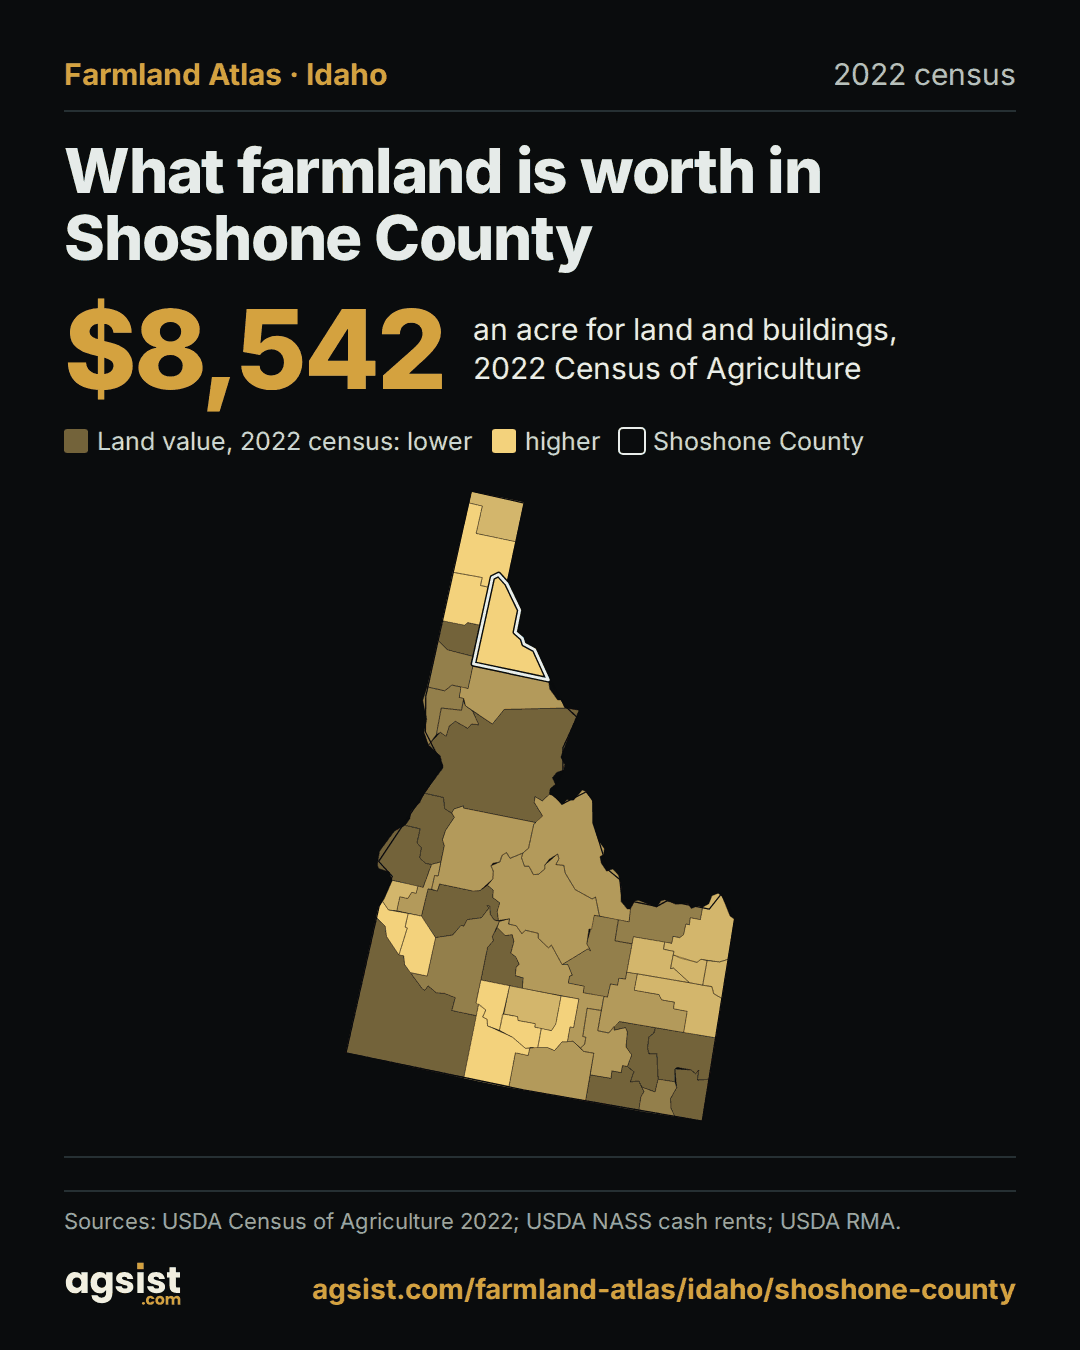 Farmland Atlas · Idaho
2022 census
What farmland is worth in
Shoshone County
$8,542
an acre for land and buildings,
2022 Census of Agriculture
Land value, 2022 census: lower
higher
Shoshone County
Sources: USDA Census of Agriculture 2022; USDA NASS cash rents; USDA RMA.
agsist
.com
agsist.com/farmland-atlas/idaho/shoshone-county